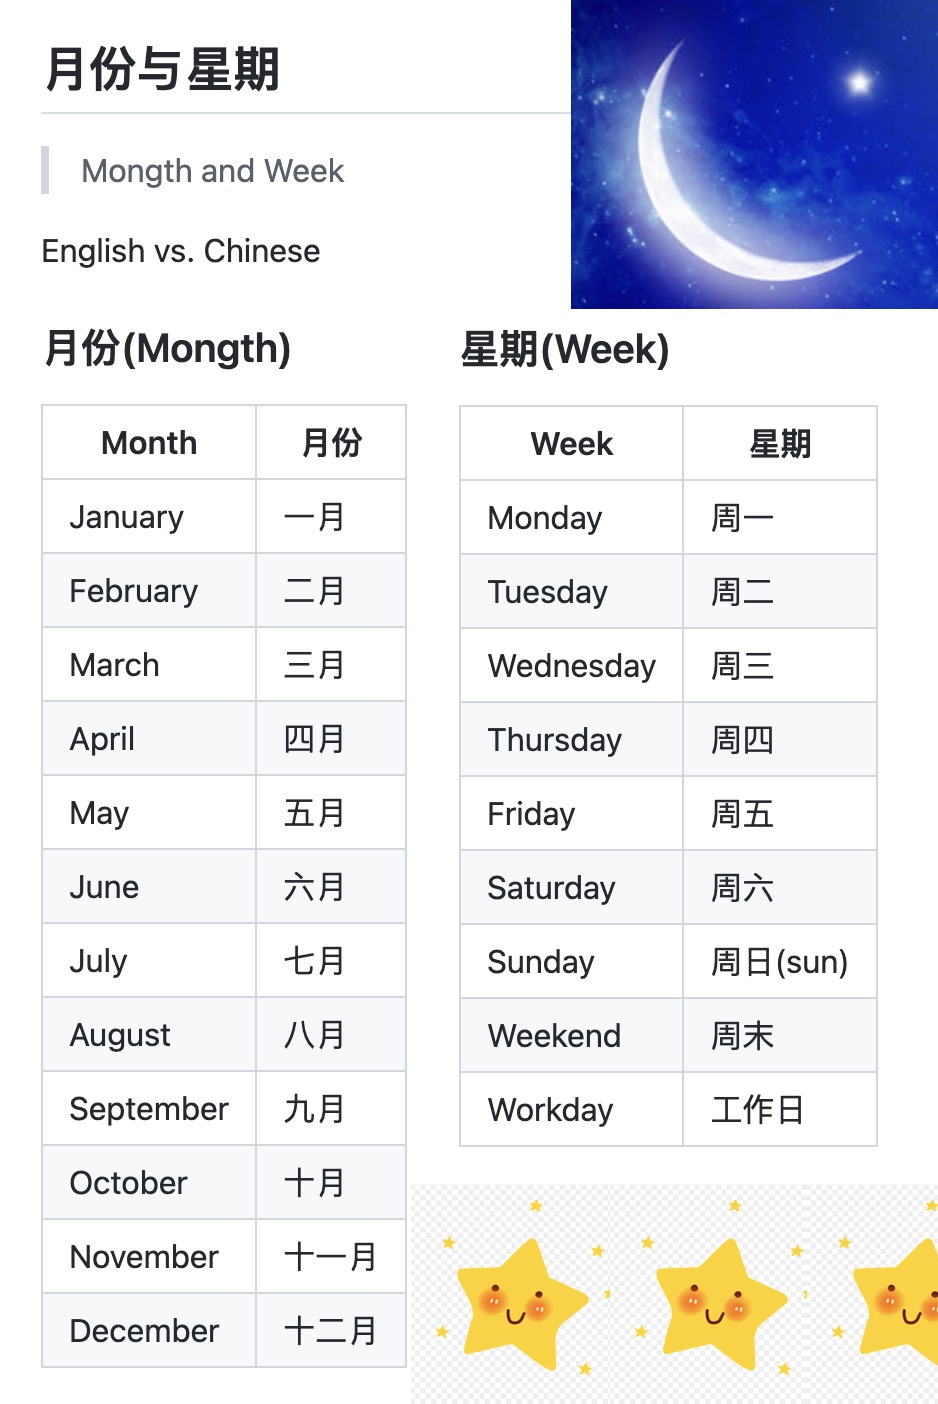 月份与星期
Mongth and Week
English vs. Chinese
月份(Mongth)
Month 月份
January 一月
February 二月
March 三月
April 四月
May 五月
June 六月
July 七月
August 八月
September 九月
October 十月
November 十一月
December 十二月
星期(Week)
Week 星期
Monday 周一
Tuesday 周二
Wednesday 周三
Thursday 周四
Friday 周五
Saturday 周六
Sunday 周日(sun)
Weekend 周末
Workday 工作日